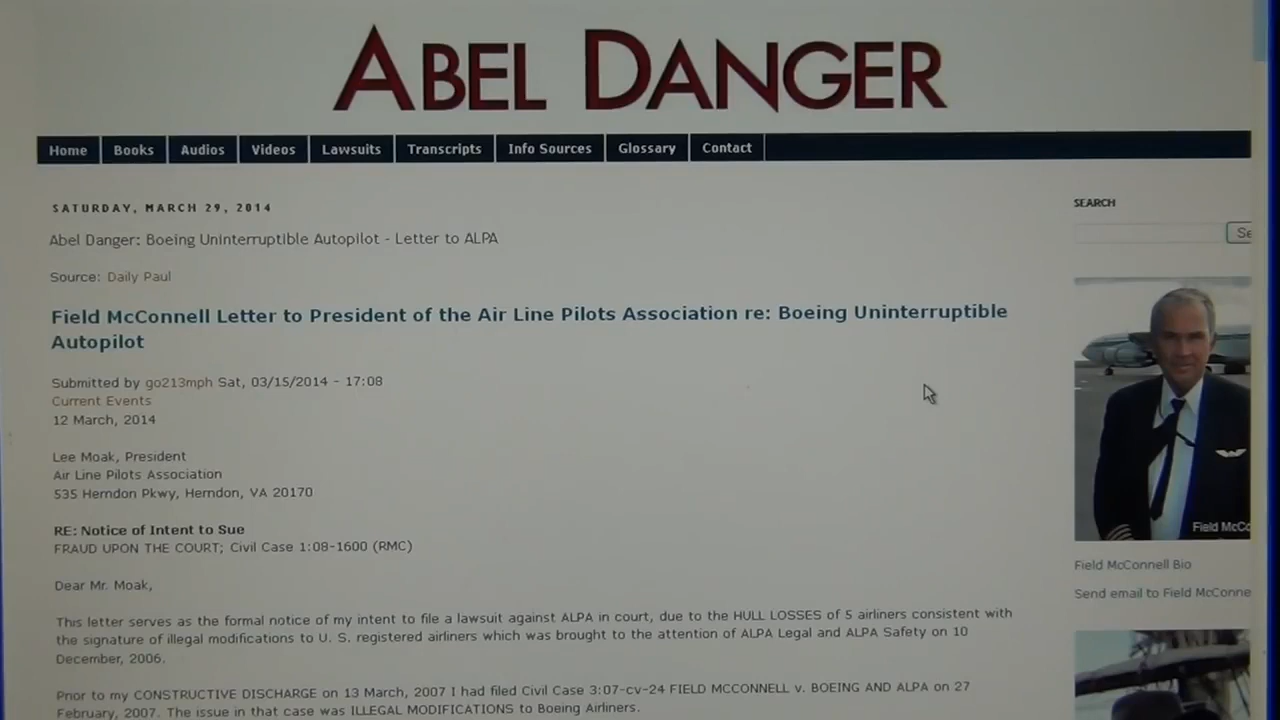 ABEL DANGER
Home Books Audios Videos Lawsuits Transcripts Info Sources Glossary Contact
SATURDAY, MARCH 29, 2014
Abel Danger: Boeing Uninterruptible Autopilot - Letter to ALPA
Source: Daily Paul
Field McConnell Letter to President of the Air Line Pilots Association re: Boeing Uninterruptible
Autopilot
Submitted by go213mph Sat, 03/15/2014 - 17:08
Current Events
12 March, 2014
Lee Moak, President
Air Line Pilots Association
535 Herndon Pkwy, Herndon, VA 20170
RE: Notice of Intent to Sue
FRAUD UPON THE COURT; Civil Case 1:08-1600 (RMC)
Dear Mr. Moak,
This letter serves as the formal notice of my intent to file a lawsuit against ALPA in court, due to the HULL LOSSES of 5 airliners consistent with
the signature of illegal modifications to U. S. registered airliners which was brought to the attention of ALPA Legal and ALPA Safety on 10
December, 2006.
Prior to my CONSTRUCTIVE DISCHARGE on 13 March, 2007 I had filed Civil Case 3:07-cv-24 FIELD MCCONNELL v. BOEING AND ALPA on 27
February, 2007. The issue in that case was ILLEGAL MODIFICATIONS to Boeing Airliners.
SEARCH
Se
Field McCo
Field McConnell Bio
Send email to Field McConne